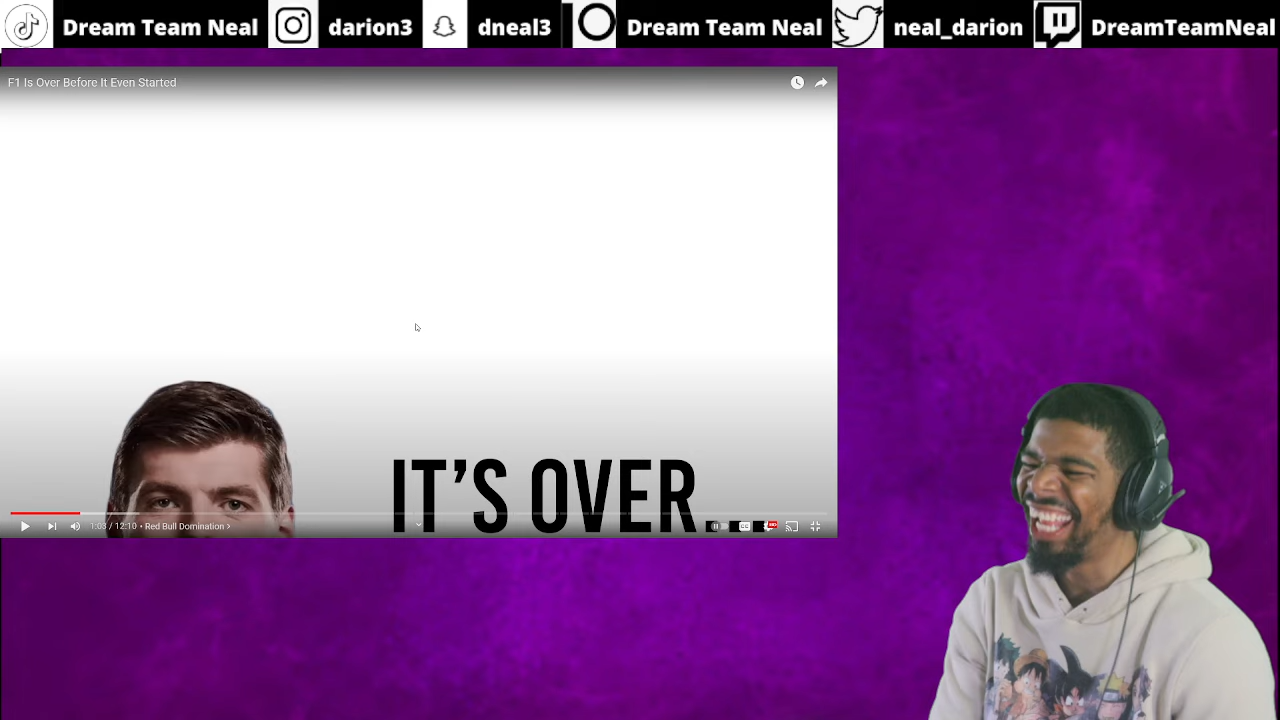 Dream Team Neal darion3 dneal3 Dream Team Neal neal_darion DreamTeamNeal
F1 Is Over Before It Even Started
IT'S OVER
1:03 / 12:10 • Red Bull Domination >
CC